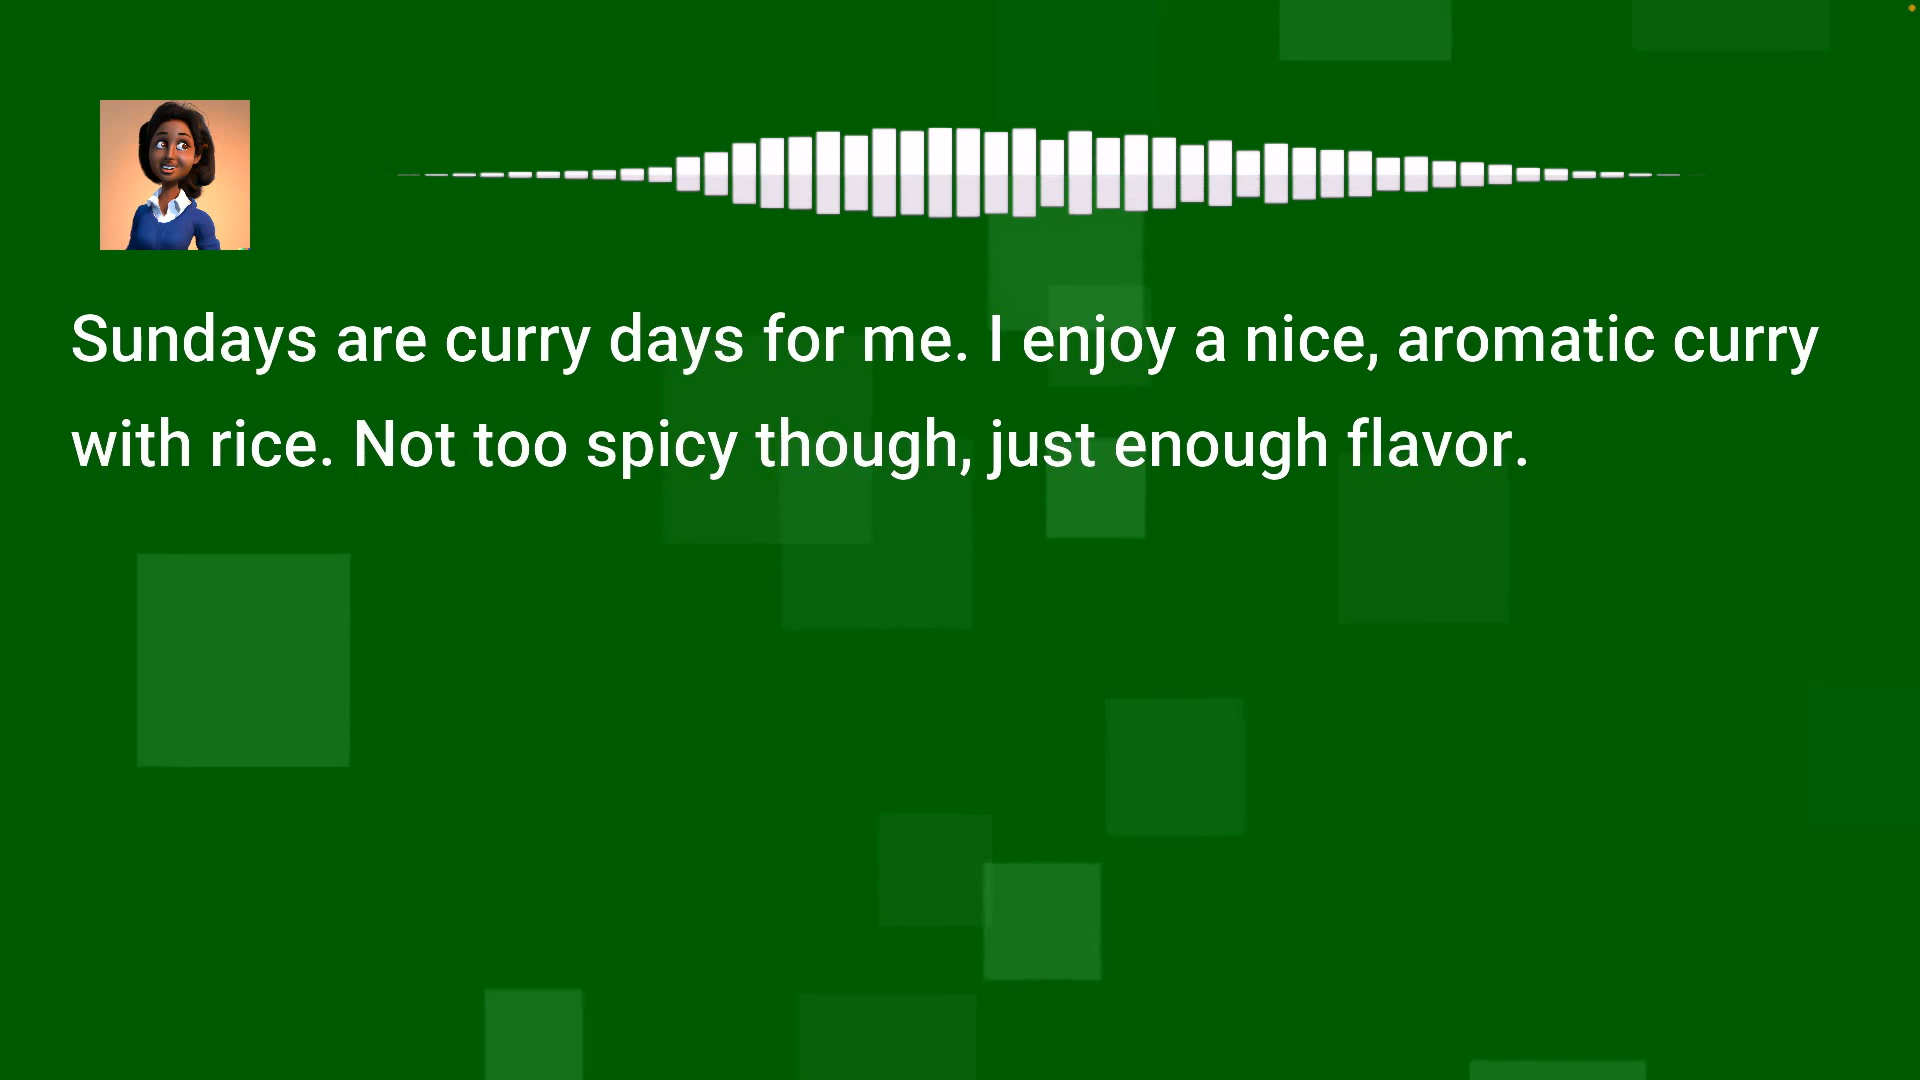 Sundays are curry days for me. I enjoy a nice, aromatic curry
with rice. Not too spicy though, just enough flavor.